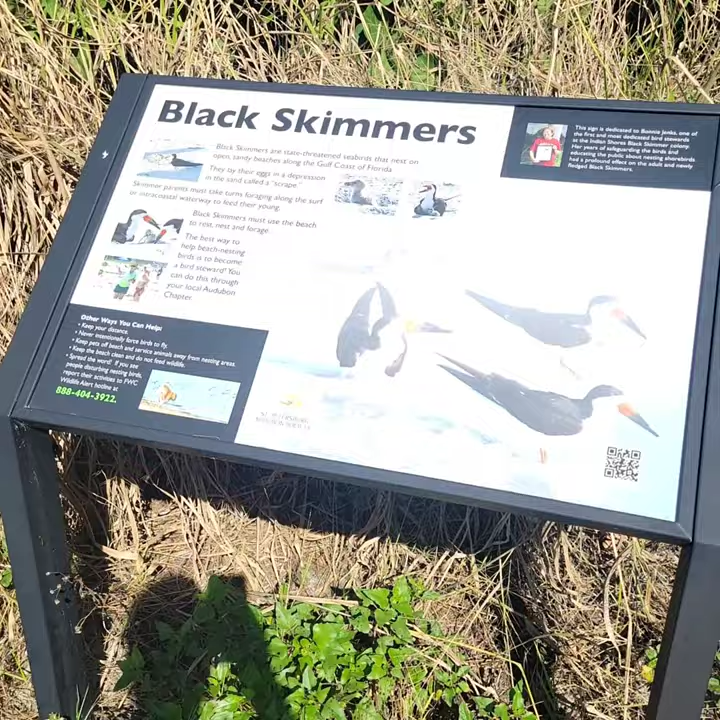 Black Skimmers
Black Skimmers are state-threatened seabirds that nest on
open, sandy beaches along the Gulf Coast of Florida
They lay their eggs in a depression
in the sand called a "scrape."
Skimmer parents must take turns foraging along the surf
or intracoastal waterway to feed their young.
Black Skimmers must use the beach
to rest, nest and forage.
The best way to
help beach-nesting
birds is to become
a bird steward! You
can do this through
your local Audubon
Chapter.
Other Ways You Can Help:
• Keep your distance.
• Never intentionally force birds to fly.
• Keep pets off beach and service animals away from nesting areas.
• Keep the beach clean and do not feed wildlife.
• Spread the word! If you see
people disturbing nesting birds,
report their activities to FWC
Wildlife Alert hotline at
888-404-3922.
This sign is dedicated to Bonnie Jenks, one of
the first and most dedicated bird stewards
at the Indian Shores Black Skimmer colony.
Her years of safeguarding the birds and
educating the public about nesting shorebirds
had a profound effect on the adult and newly
fledged Black Skimmers.
ST. PETERSBURG
AUDUBON SOCIETY